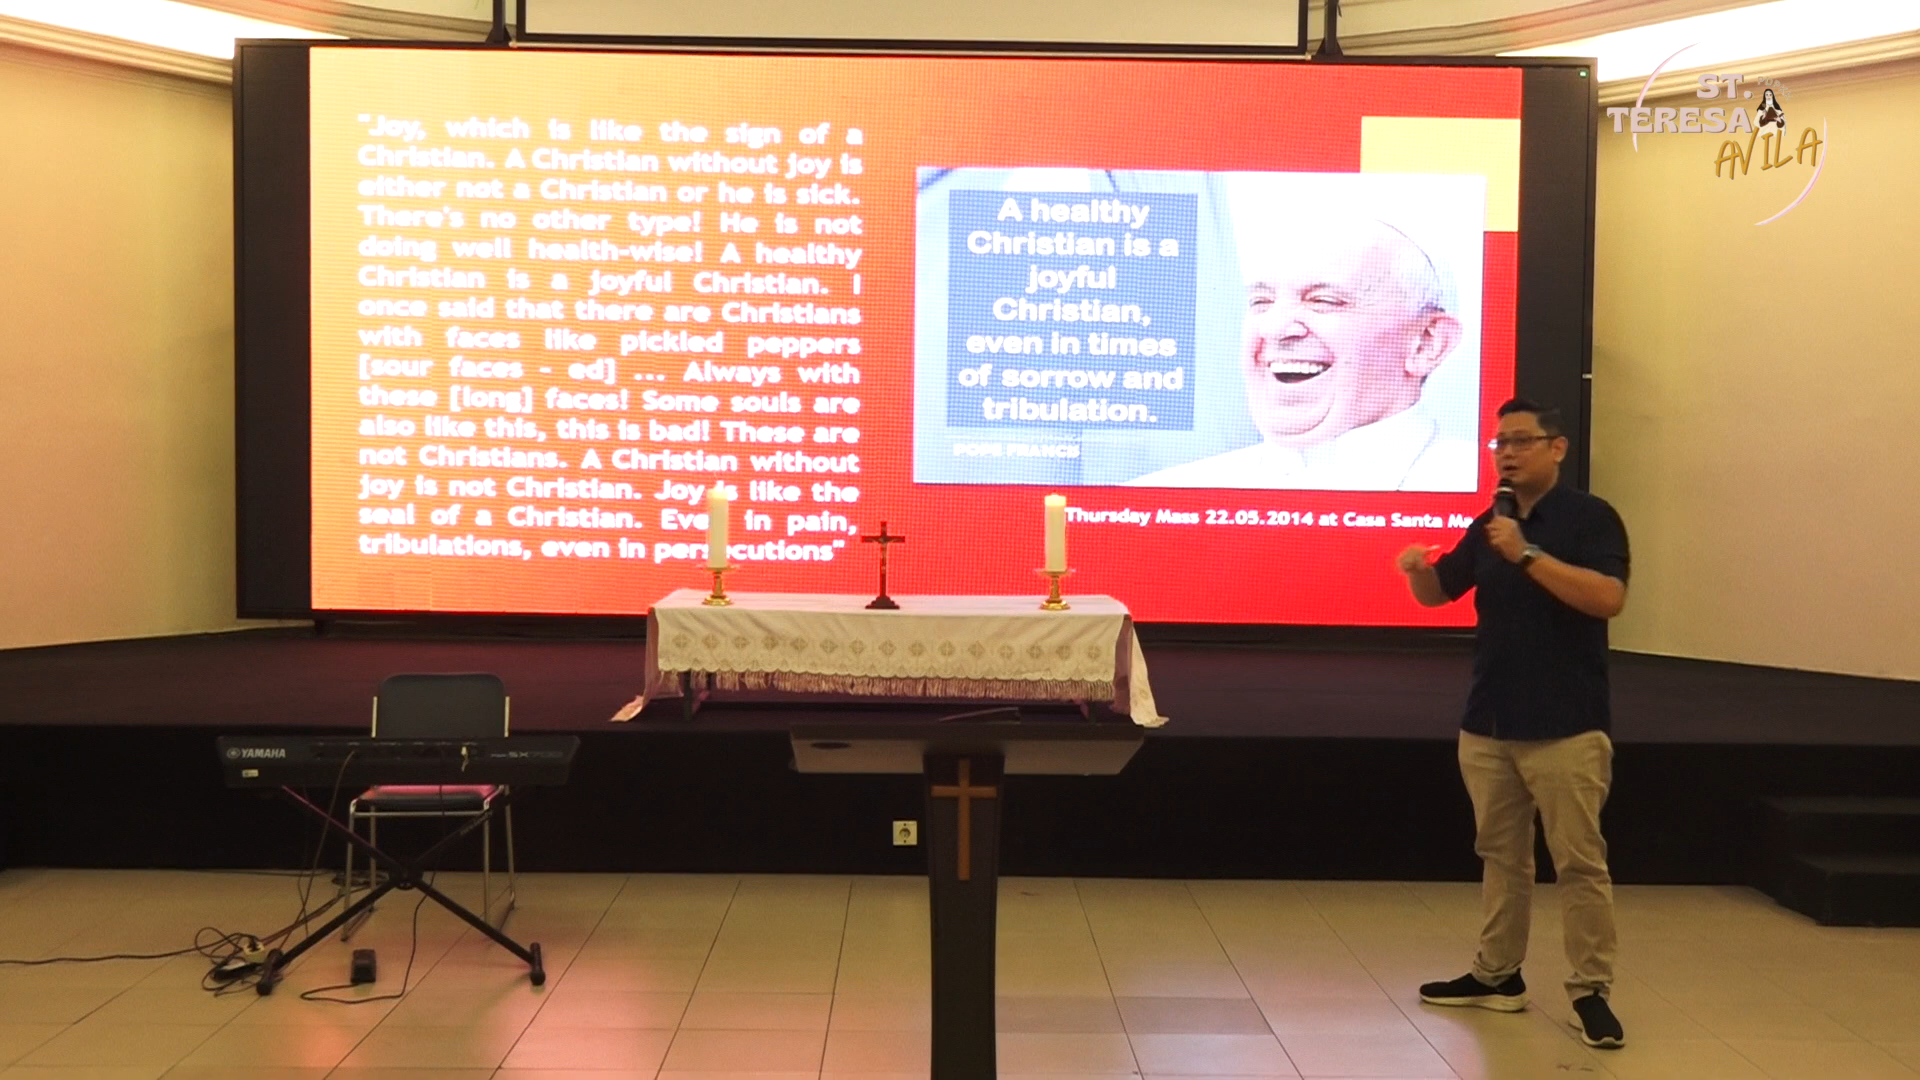 "Joy, which is like the sign of a
Christian. A Christian without joy is
either not a Christian or he is sick.
There's no other type! He is not
doing well health-wise! A healthy
Christian is a joyful Christian. I
once said that there are Christians
with faces like pickled peppers
[sour faces - ed] ... Always with
these [long] faces! Some souls are
also like this, this is bad! These are
not Christians. A Christian without
joy is not Christian. Joy is like the
seal of a Christian. Even in pain,
tribulations, even in persecutions"
A healthy
Christian is a
joyful
Christian,
even in times
of sorrow and
tribulation.
POPE FRANCIS
Thursday Mass 22.05.2014 at Casa Santa Ma
ST.
TERESA
AVILA
YAMAHA